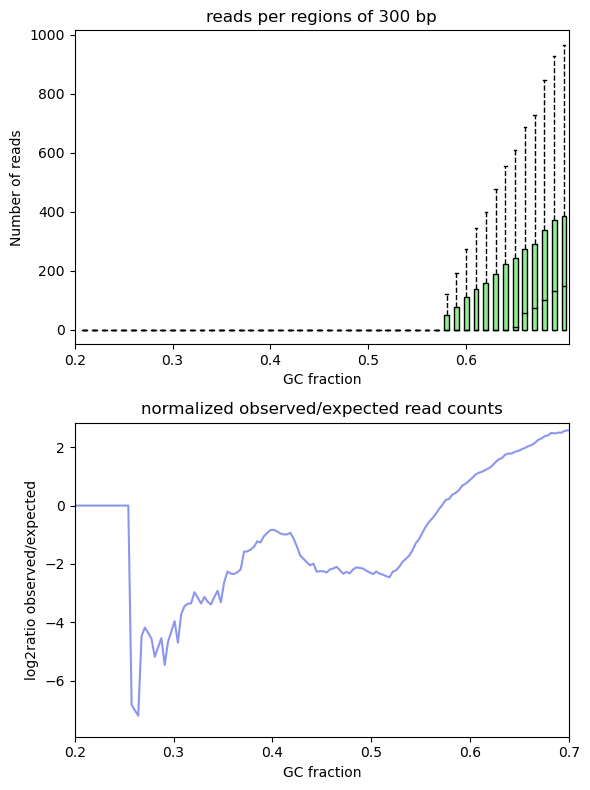 reads per regions of 300 bp
1000
800
600
400
200
0
Number of reads
0.2 0.3 0.4 0.5 0.6
GC fraction
normalized observed/expected read counts
2
0
−2
−4
−6
log2ratio observed/expected
0.2 0.3 0.4 0.5 0.6 0.7
GC fraction